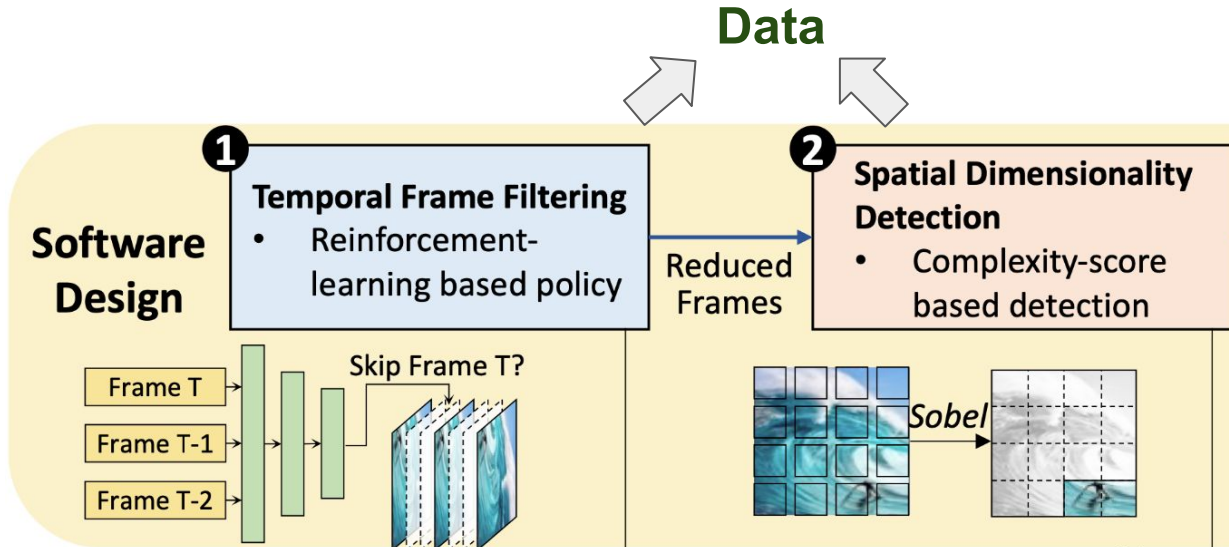 Data
1
Temporal Frame Filtering
• Reinforcement-
learning based policy
2
Spatial Dimensionality
Detection
• Complexity-score
based detection
Software
Design
Reduced
Frames
Skip Frame T?
Frame T
Frame T-1
Frame T-2
Sobel